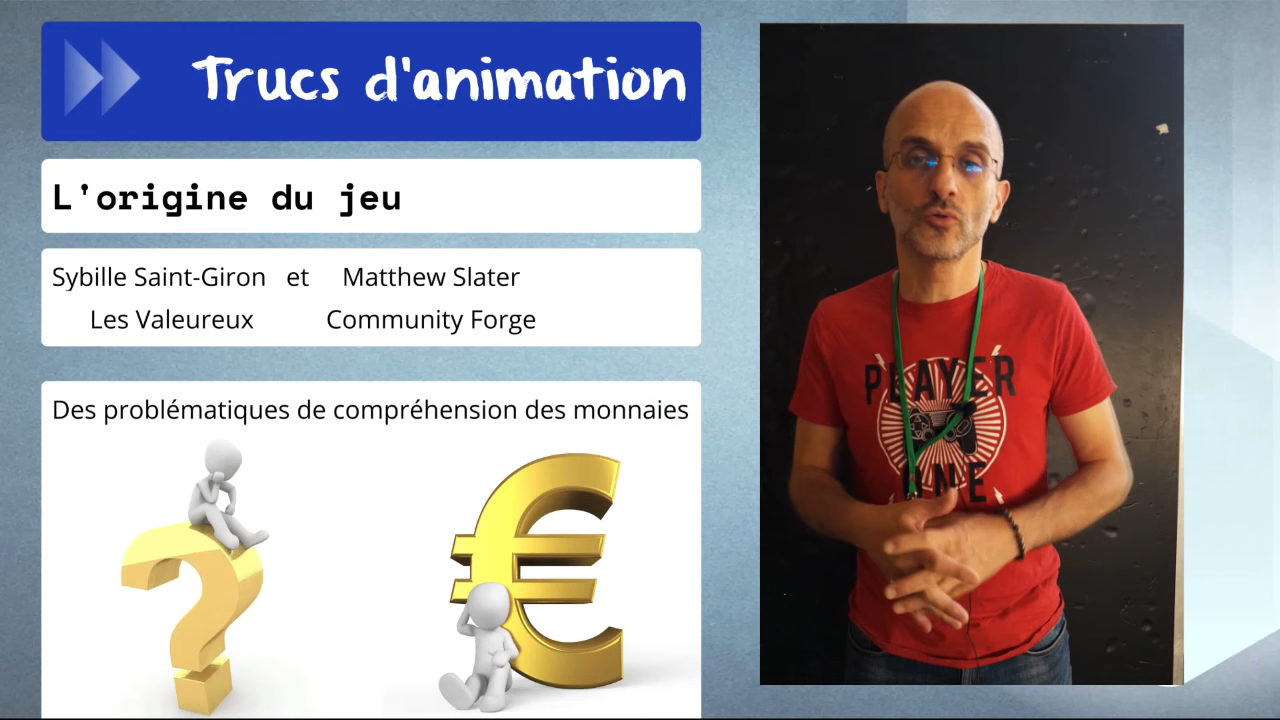 Trucs d'animation
L'origine du jeu
Sybille Saint-Giron et Matthew Slater
Les Valeureux Community Forge
Des problématiques de compréhension des monnaies
PLAYER
ONE